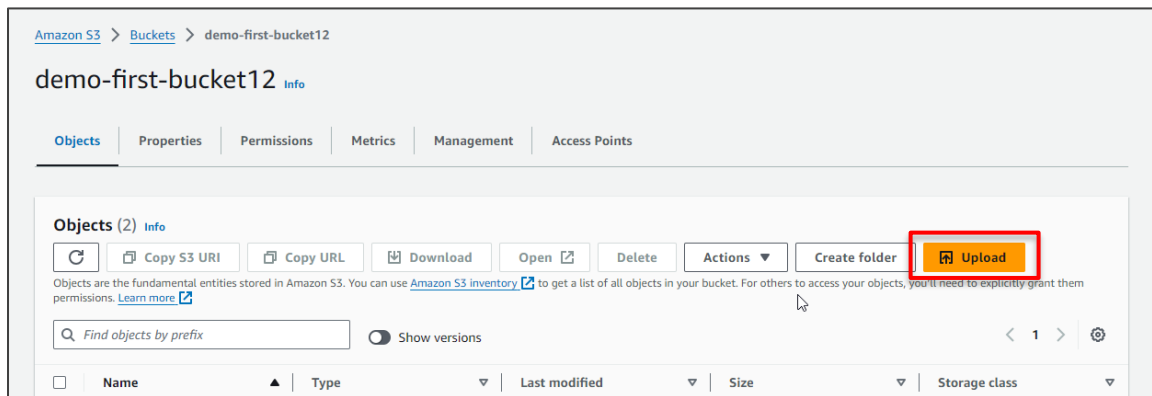 Amazon S3 > Buckets > demo-first-bucket12
demo-first-bucket12 Info
Objects Properties Permissions Metrics Management Access Points
Objects (2) Info
Copy S3 URI Copy URL Download Open Delete Actions Create folder Upload
Objects are the fundamental entities stored in Amazon S3. You can use Amazon S3 inventory to get a list of all objects in your bucket. For others to access your objects, you'll need to explicitly grant them
permissions. Learn more
Find objects by prefix Show versions < 1 >
Name Type Last modified Size Storage class